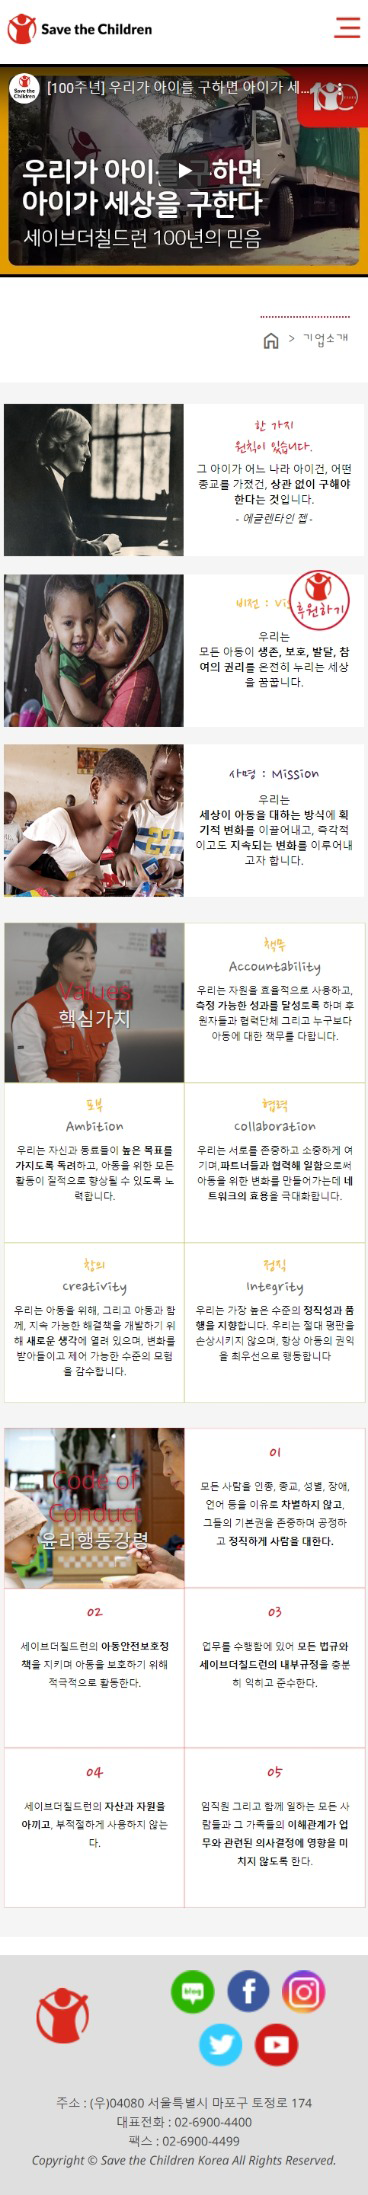 Save the Children
Save the Children
[100주년] 우리가 아이를 구하면 아이가 세...
100
우리가 아이를 구하면
아이가 세상을 구한다
세이브더칠드런 100년의 믿음
> 기업소개
한 가지
원칙이 있습니다.
그 아이가 어느 나라 아이건, 어떤
종교를 가졌건, 상관 없이 구해야
한다는 것입니다.
- 에글렌타인 젭 -
비전 : Vis
후원하기
우리는
모든 아동이 생존, 보호, 발달, 참
여의 권리를 온전히 누리는 세상
을 꿈꿉니다.
사명 : Mission
우리는
세상이 아동을 대하는 방식에 획
기적 변화를 이끌어내고, 즉각적
이고도 지속되는 변화를 이루어내
고자 합니다.
27
Values
핵심가치
책무
Accountability
우리는 자원을 효율적으로 사용하고,
측정 가능한 성과를 달성토록 하며 후
원자들과 협력단체 그리고 누구보다
아동에 대한 책무를 다합니다.
포부
Ambition
우리는 자신과 동료들이 높은 목표를
가지도록 독려하고, 아동을 위한 모든
활동이 질적으로 향상될 수 있도록 노
력합니다.
협력
Collaboration
우리는 서로를 존중하고 소중하게 여
기며,파트너들과 협력해 일함으로써
아동을 위한 변화를 만들어가는데 네
트워크의 효용을 극대화합니다.
창의
Creativity
우리는 아동을 위해, 그리고 아동과 함
께, 지속 가능한 해결책을 개발하기 위
해 새로운 생각에 열려 있으며, 변화를
받아들이고 제어 가능한 수준의 모험
을 감수합니다.
정직
Integrity
우리는 가장 높은 수준의 정직성과 품
행을 지향합니다. 우리는 절대 평판을
손상시키지 않으며, 항상 아동의 권익
을 최우선으로 행동합니다
Code of
Conduct
윤리행동강령
01
모든 사람을 인종, 종교, 성별, 장애,
언어 등을 이유로 차별하지 않고,
그들의 기본권을 존중하며 공정하
고 정직하게 사람을 대한다.
02
세이브더칠드런의 아동안전보호정
책을 지키며 아동을 보호하기 위해
적극적으로 활동한다.
03
업무를 수행함에 있어 모든 법규와
세이브더칠드런의 내부규정을 충분
히 익히고 준수한다.
04
세이브더칠드런의 자산과 자원을
아끼고, 부적절하게 사용하지 않는
다.
05
임직원 그리고 함께 일하는 모든 사
람들과 그 가족들의 이해관계가 업
무와 관련된 의사결정에 영향을 미
치지 않도록 한다.
blog
주소 : (우)04080 서울특별시 마포구 토정로 174
대표전화 : 02-6900-4400
팩스 : 02-6900-4499
Copyright © Save the Children Korea All Rights Reserved.